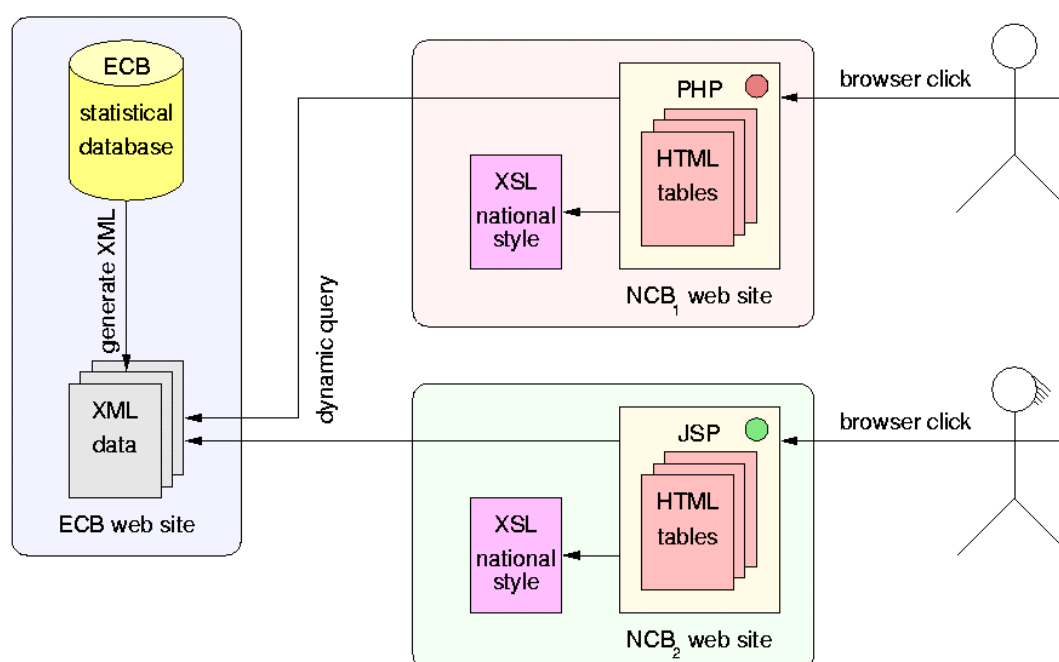 ECB
statistical
database
generate XML
XML
data
ECB web site
dynamic query
PHP
HTML
tables
XSL
national
style
NCB1 web site
browser click
JSP
HTML
tables
XSL
national
style
NCB2 web site
browser click